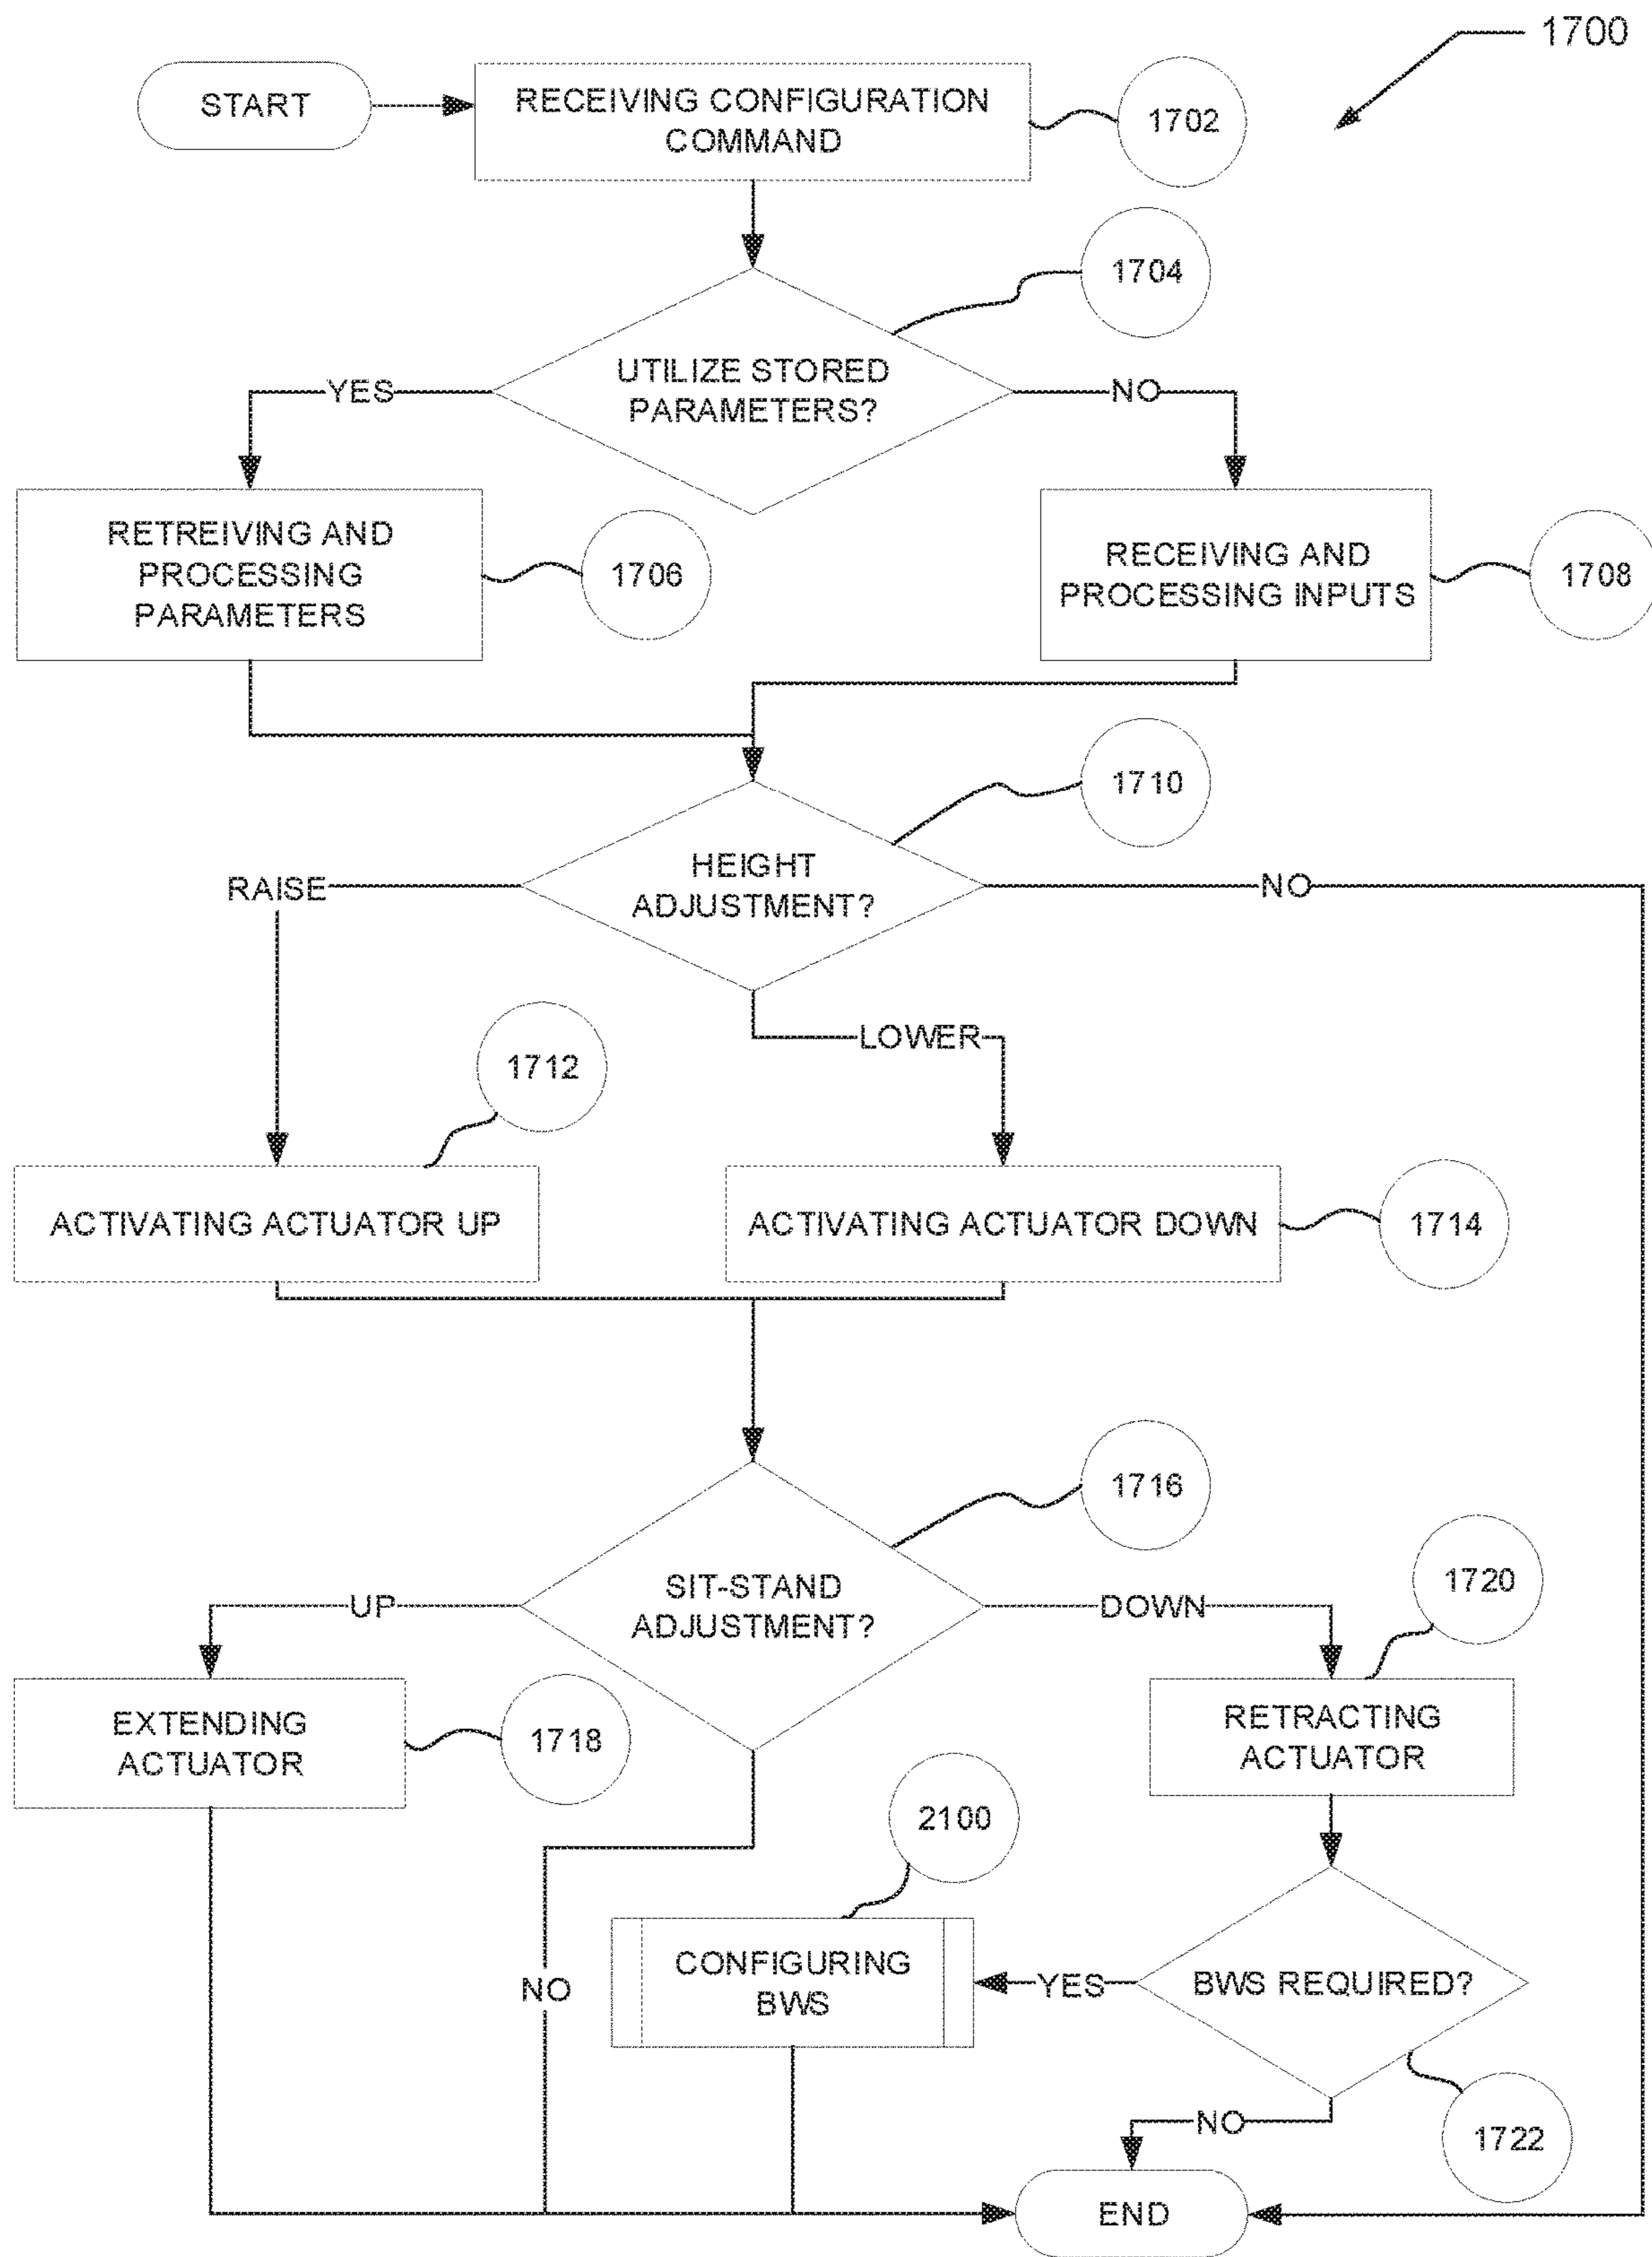 1700
START
RECEIVING CONFIGURATION
COMMAND
1702
1704
UTILIZE STORED
PARAMETERS?
YES
NO
RETREIVING AND
PROCESSING
PARAMETERS
1706
RECEIVING AND
PROCESSING INPUTS
1708
1710
HEIGHT
ADJUSTMENT?
RAISE
NO
LOWER
1712
ACTIVATING ACTUATOR UP
ACTIVATING ACTUATOR DOWN
1714
1716
SIT-STAND
ADJUSTMENT?
UP
DOWN
1720
EXTENDING
ACTUATOR
1718
RETRACTING
ACTUATOR
2100
NO
CONFIGURING
BWS
YES
BWS REQUIRED?
NO
1722
END